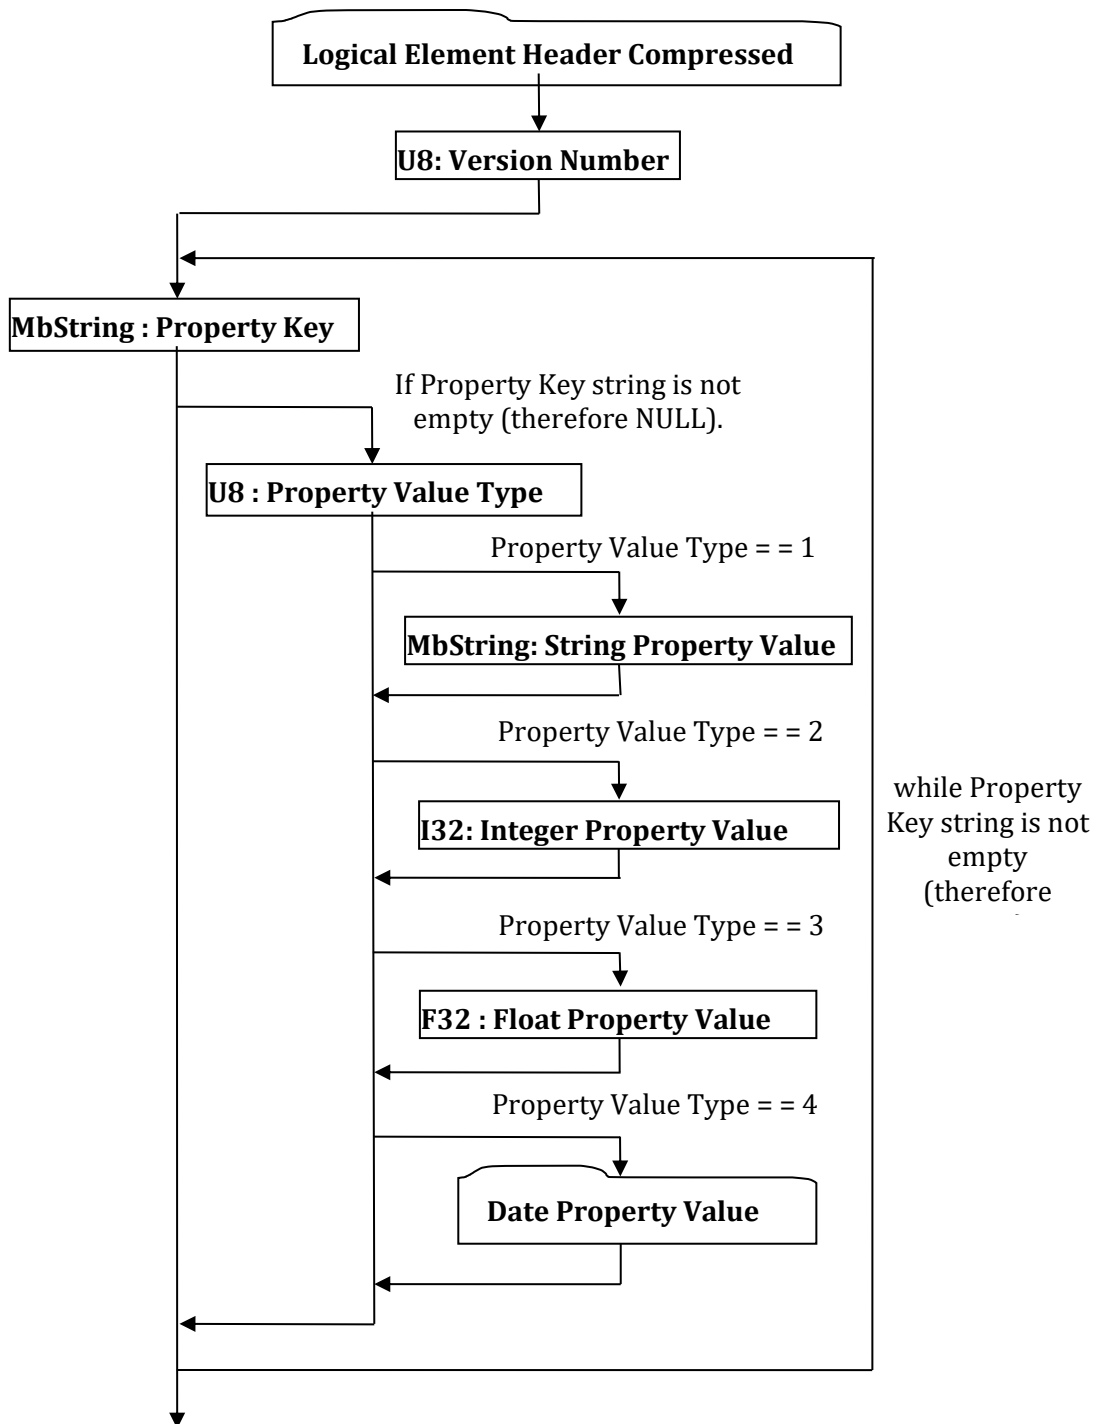 Logical Element Header Compressed
U8: Version Number
MbString : Property Key
If Property Key string is not
empty (therefore NULL).
U8 : Property Value Type
Property Value Type = = 1
MbString: String Property Value
Property Value Type = = 2
I32: Integer Property Value
while Property
Key string is not
empty
(therefore
Property Value Type = = 3
F32 : Float Property Value
Property Value Type = = 4
Date Property Value